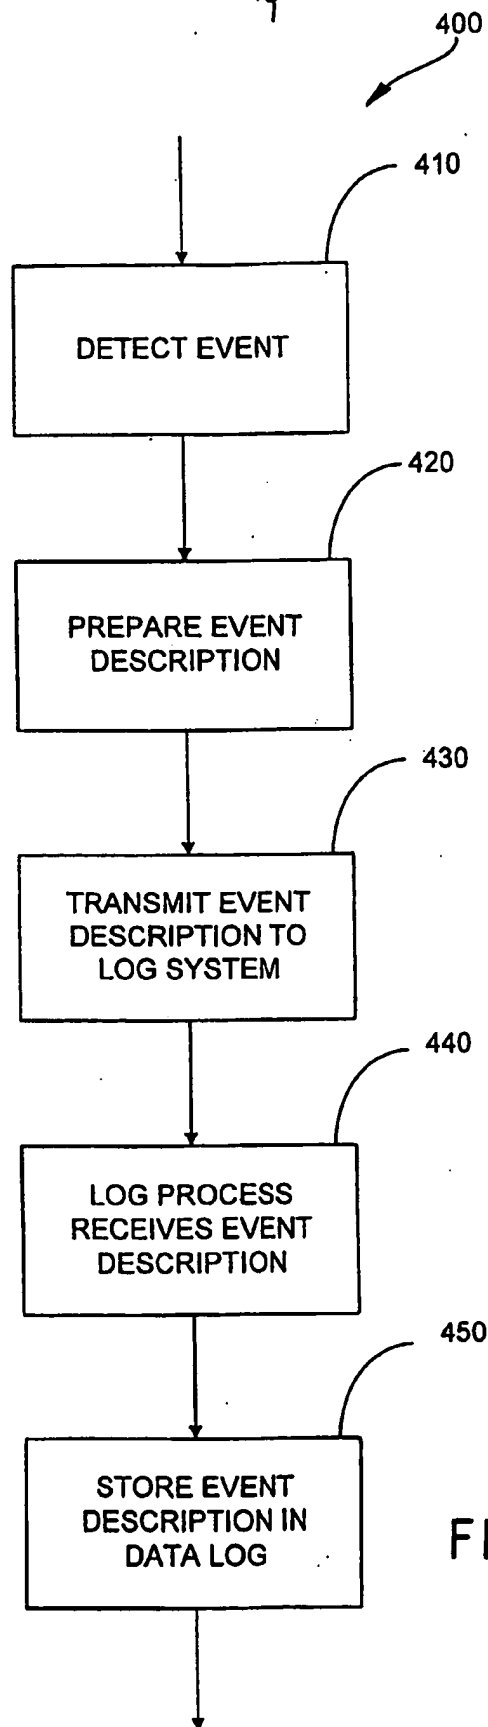 400
410
DETECT EVENT
420
PREPARE EVENT
DESCRIPTION
430
TRANSMIT EVENT
DESCRIPTION TO
LOG SYSTEM
440
LOG PROCESS
RECEIVES EVENT
DESCRIPTION
450
STORE EVENT
DESCRIPTION IN
DATA LOG